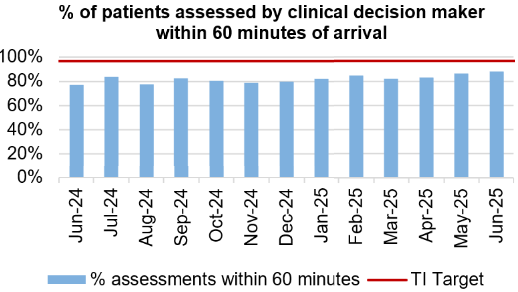 % of patients assessed by clinical decision maker
within 60 minutes of arrival
100%
80%
60%
40%
20%
0%
Jun-24
Jul-24
Aug-24
Sep-24
Oct-24
Nov-24
Dec-24
Jan-25
Feb-25
Mar-25
Apr-25
May-25
Jun-25
% assessments within 60 minutes
TI Target